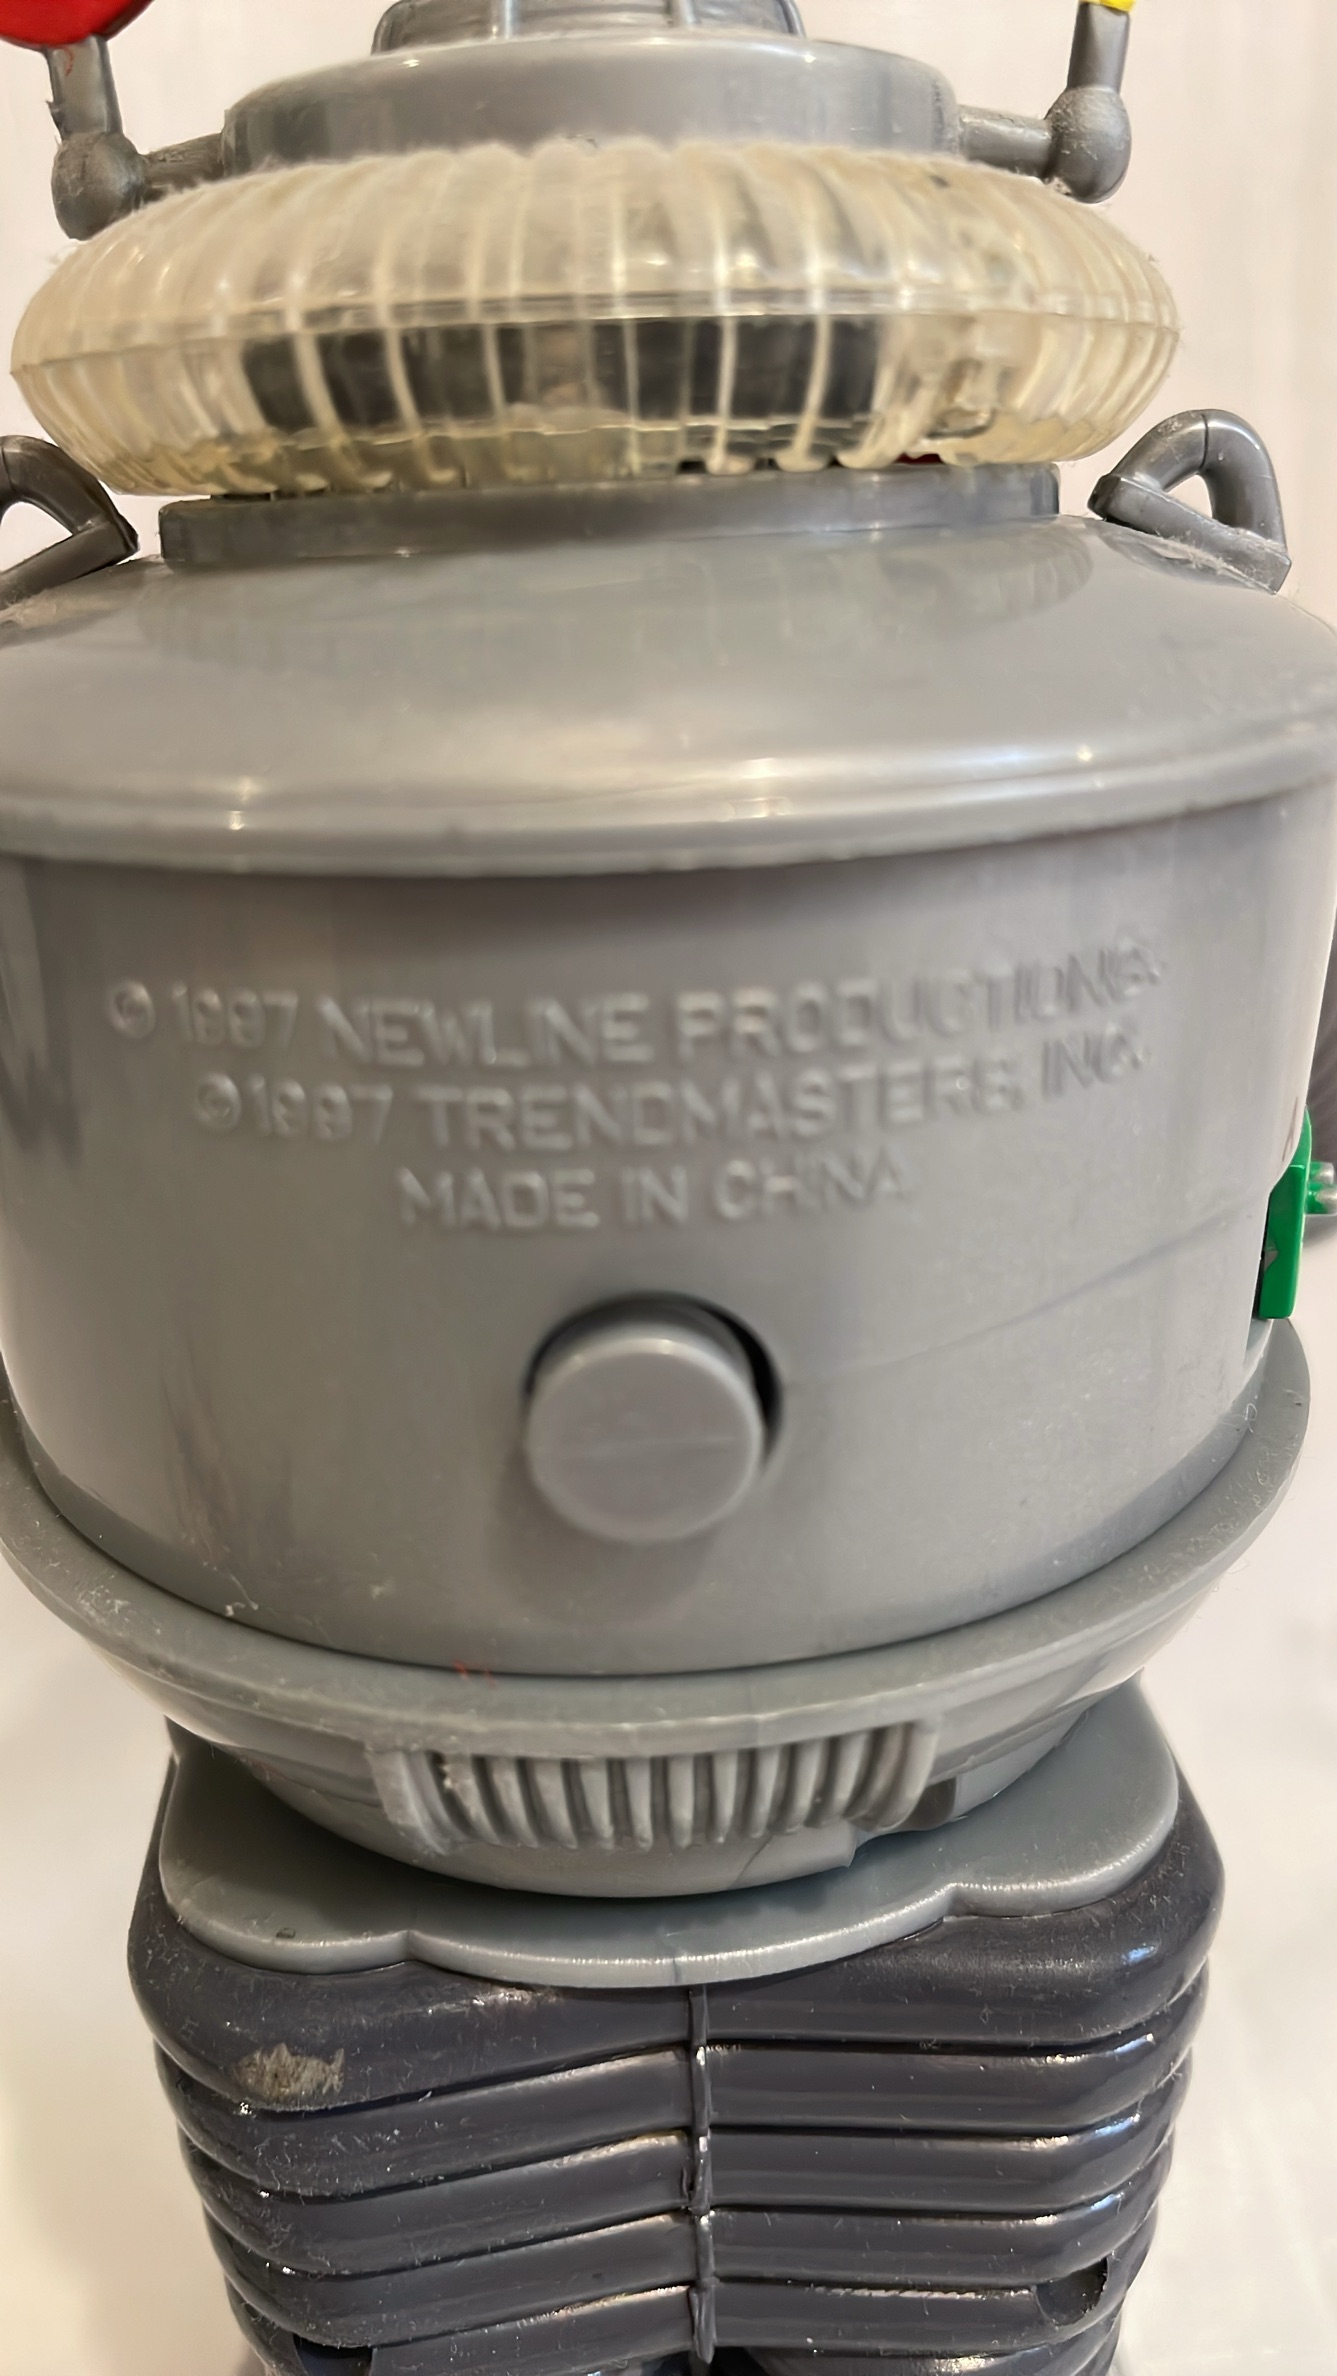 © 1997 NEWLINE PRODUCTIONS.
© 1997 TRENDMASTERS, INC.
MADE IN CHINA